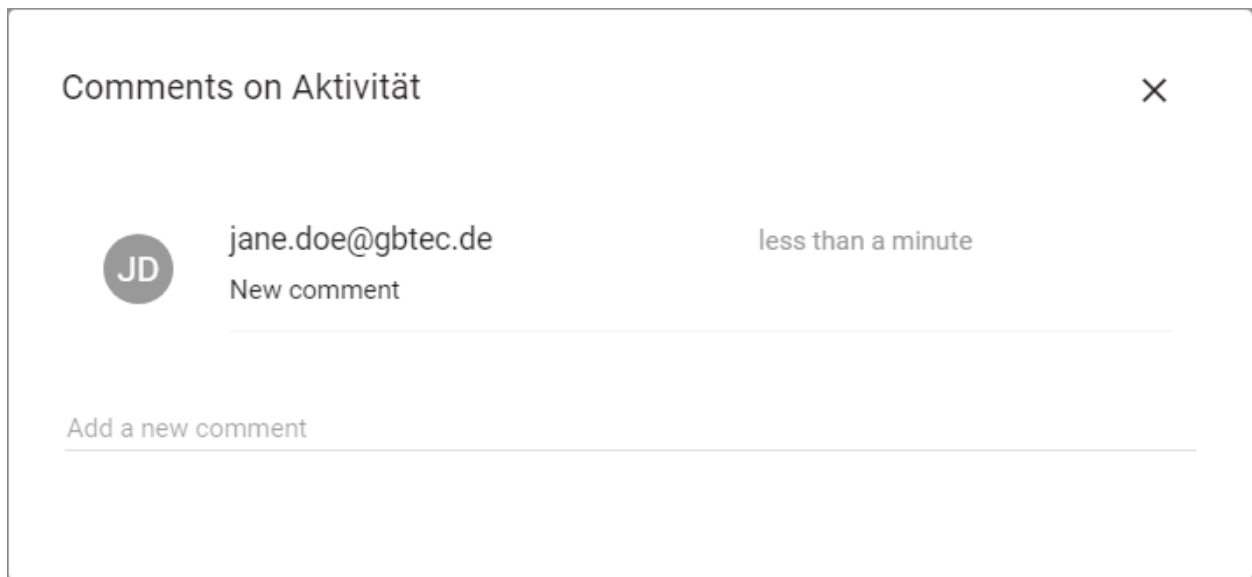 Comments on Aktivität
JD
jane.doe@gbtec.de less than a minute
New comment
Add a new comment